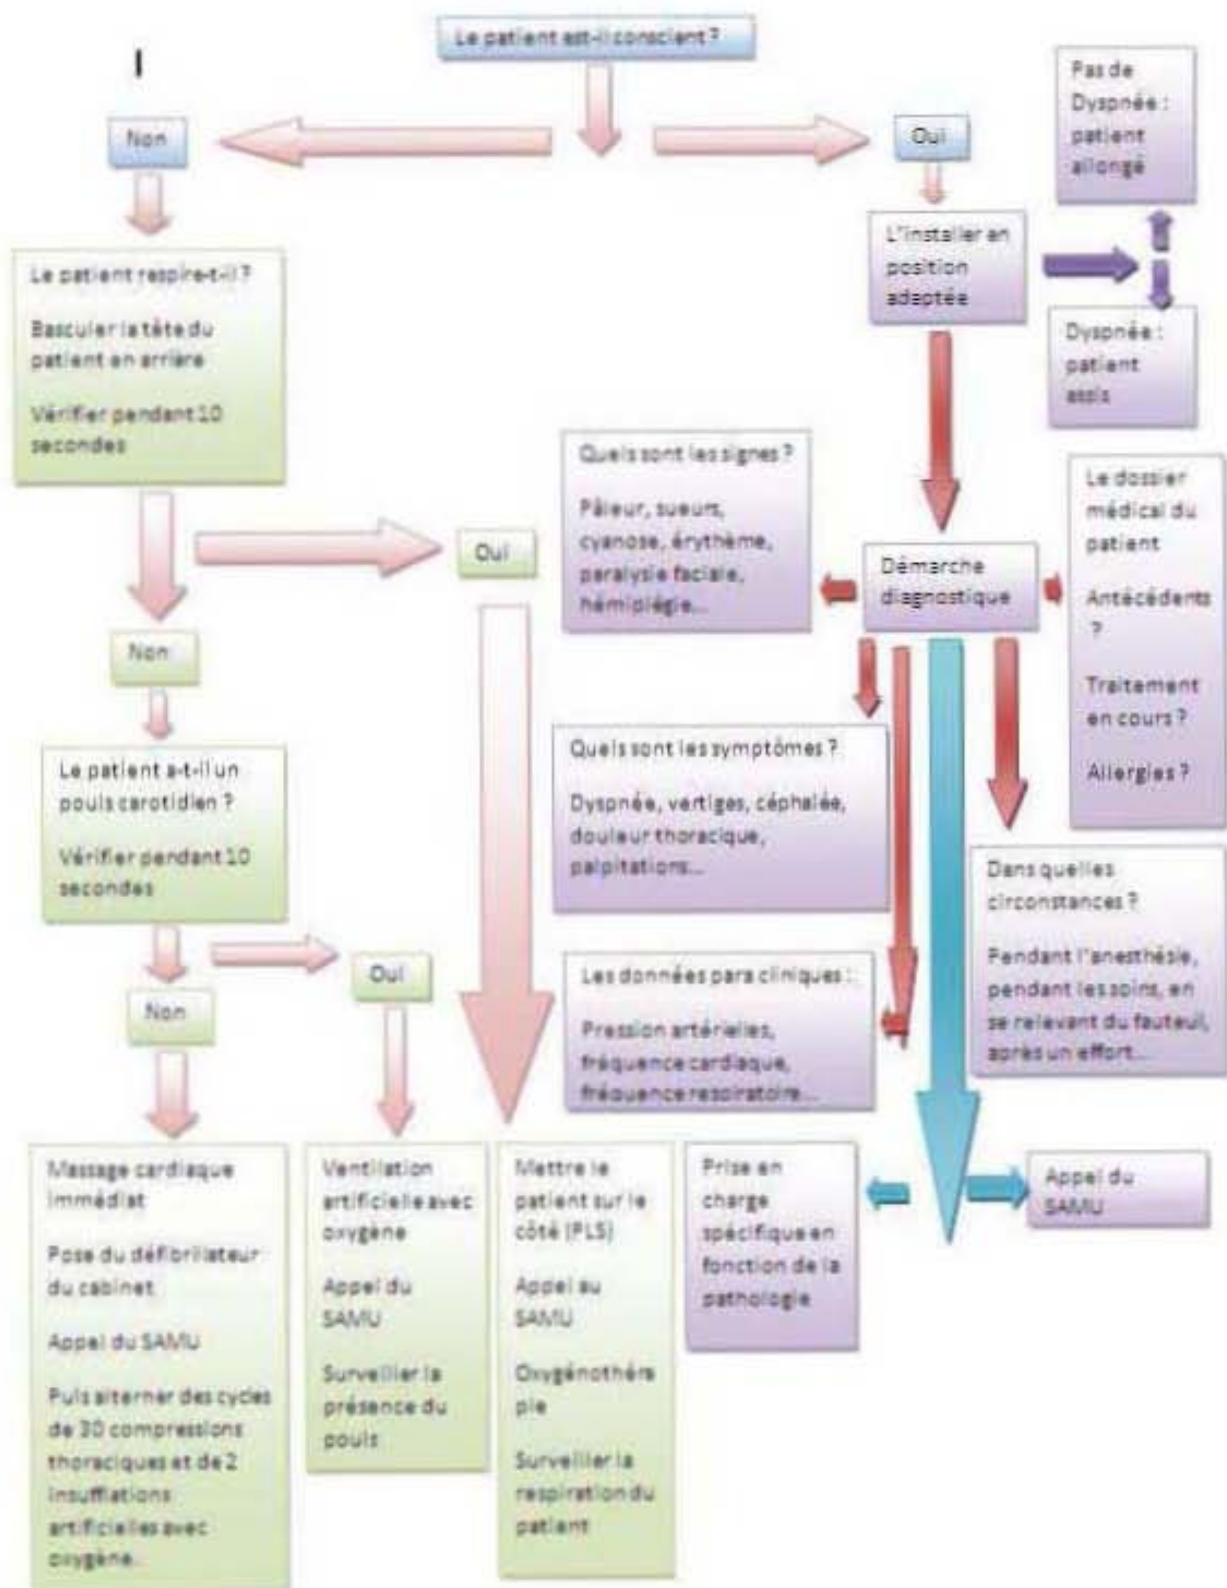 Le patient est-il conscient ?
I
Non
Oui
Pas de
Dyspnée :
patient
allongé
L'installer en
position
adaptée
Dyspnée :
patient
assis
Le patient respire-t-il ?
Basculer la tête du
patient en arrière
Vérifier pendant 10
secondes
Oui
Non
Quels sont les signes ?
Pâleur, sueurs,
cyanose, érythème,
paralysie faciale,
hémiplégie...
Démarche
diagnostique
Le dossier
médical du
patient
Antécédents
?
Traitement
en cours ?
Allergies ?
Le patient a-t-il un
pouls carotidien ?
Vérifier pendant 10
secondes
Non
Oui
Quels sont les symptômes ?
Dyspnée, vertiges, céphalée,
douleur thoracique,
palpitations...
Dans quelles
circonstances ?
Pendant l'anesthésie,
pendant les soins, en
se relevant du fauteuil,
après un effort...
Les données para cliniques :
Pression artérielles,
fréquence cardiaque,
fréquence respiratoire...
Massage cardiaque
immédiat
Pose du défibrillateur
du cabinet
Appel du SAMU
Puis alterner des cycles
de 30 compressions
thoraciques et de 2
insufflations
artificielles avec
oxygène...
Ventilation
artificielle avec
oxygène
Appel du
SAMU
Surveiller la
présence du
pouls
Mettre le
patient sur le
côté (PLS)
Appel au
SAMU
Oxygénothéra
pie
Surveiller la
respiration du
patient
Prise en
charge
spécifique en
fonction de la
pathologie
Appel du
SAMU